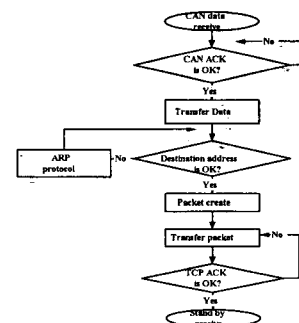 CAN data
receive
No
CAN ACK
is OK?
Yes
Transfer Data
ARP
protocol
No
Destination address
is OK?
Yes
Packet create
Transfer packet
No
TCP ACK
is OK?
Yes
Stand by